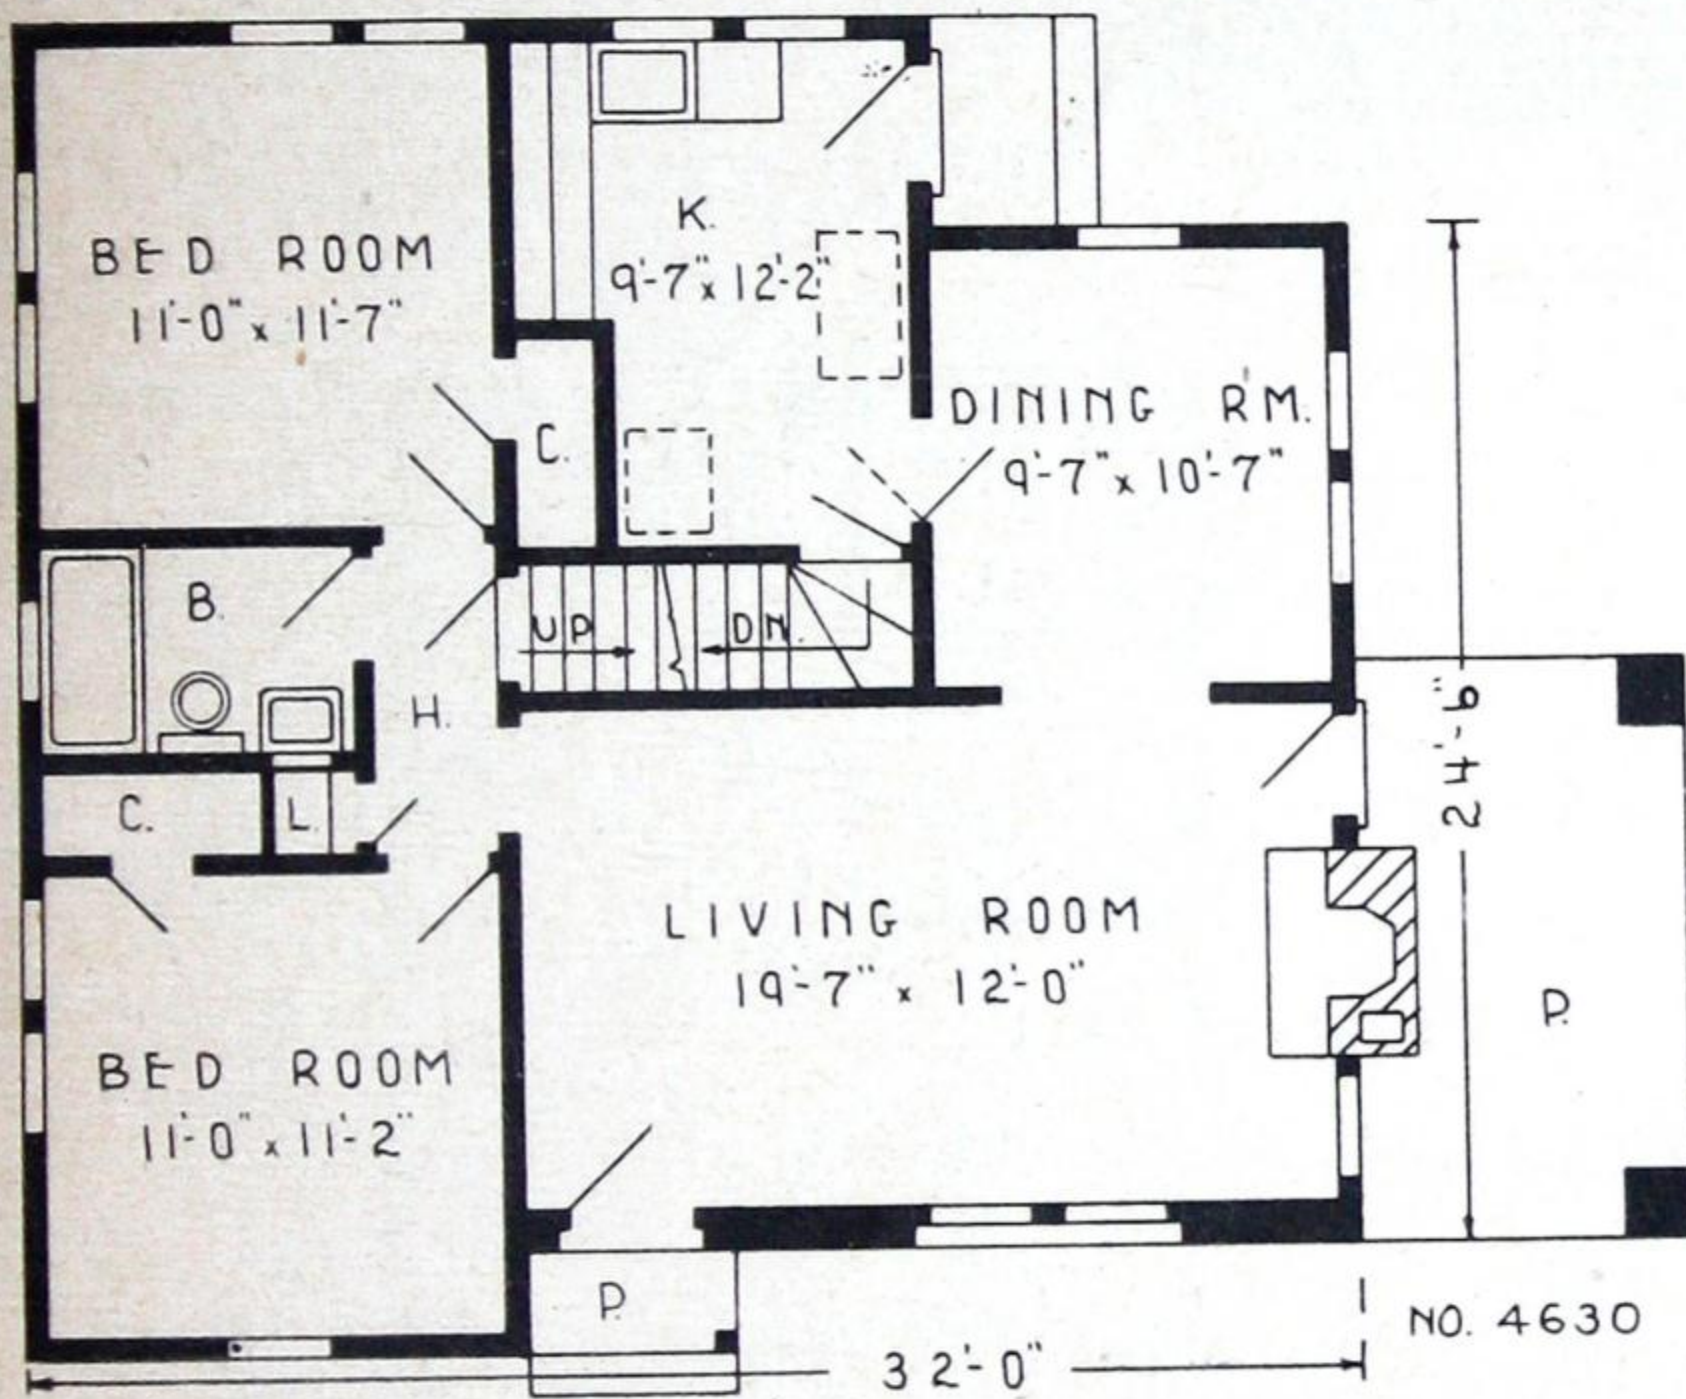 BED ROOM
11'-0" x 11'-7"
K.
9'-7" x 12'-2"
DINING RM.
9'-7" x 10'-7"
C.
B.
UP
DN.
H.
C.
L.
24'-6"
LIVING ROOM
19'-7" x 12'-0"
P.
BED ROOM
11'-0" x 11'-2"
P.
NO. 4630
32'-0"